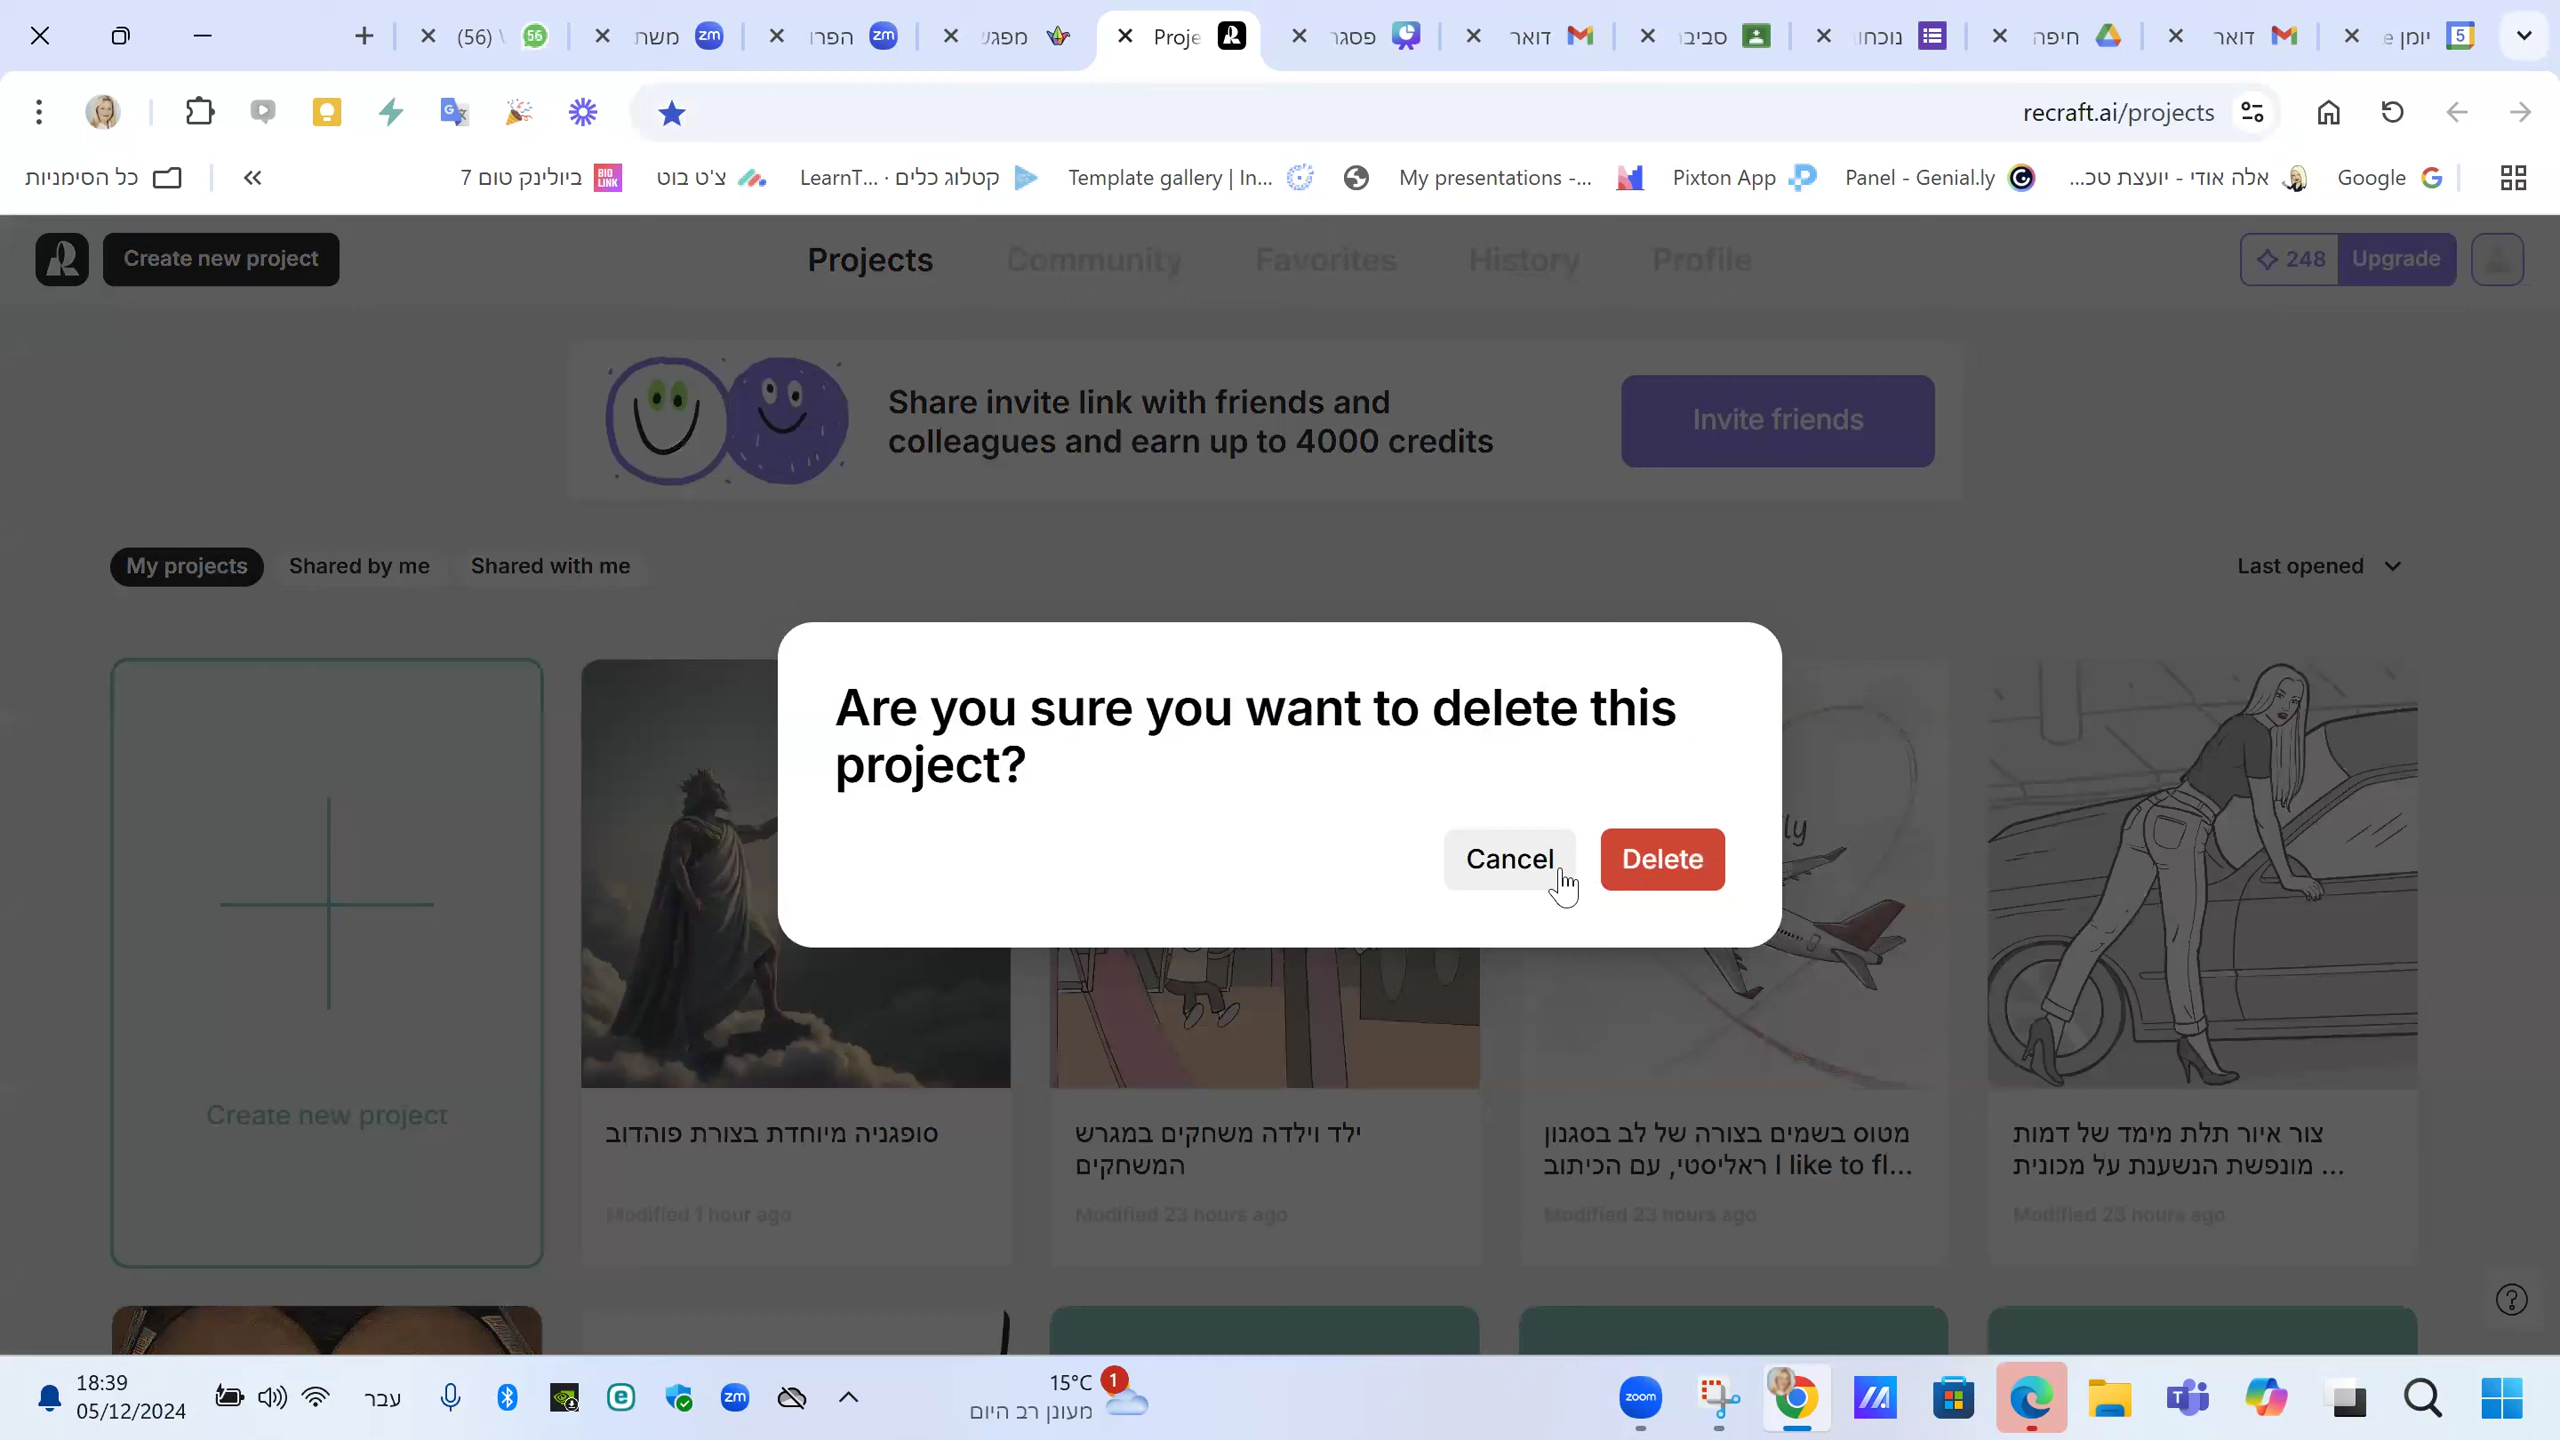 (56)
משח
הפרו
מפגש
Proje
פסגר
דואר
סביב
נוכחו
חיפה
דואר
יומן e
recraft.ai/projects
כל הסימניות
ביולינק טום 7
צ'ט בוט
קטלוג כלים · LearnT...
Template gallery | In...
My presentations -...
Pixton App
Panel - Genial.ly
אלה אודי - יועצת טכ...
Google
Create new project
Projects
Community
Favorites
History
Profile
248
Upgrade
Share invite link with friends and
colleagues and earn up to 4000 credits
Invite friends
My projects
Shared by me
Shared with me
Last opened
Are you sure you want to delete this
project?
Cancel
Delete
Create new project
סופגניה מיוחדת בצורת פוהדוב
Modified 1 hour ago
ילד וילדה משחקים במגרש
המשחקים
Modified 23 hours ago
מטוס בשמים בצורה של לב בסגנון
ראליסטי, עם הכיתוב I like to fl...
Modified 23 hours ago
צור איור תלת מימד של דמות
מונפשת הנשענת על מכונית ...
Modified 23 hours ago
18:39
05/12/2024
עבר
15°C
מעונן רב היום
1
zoom